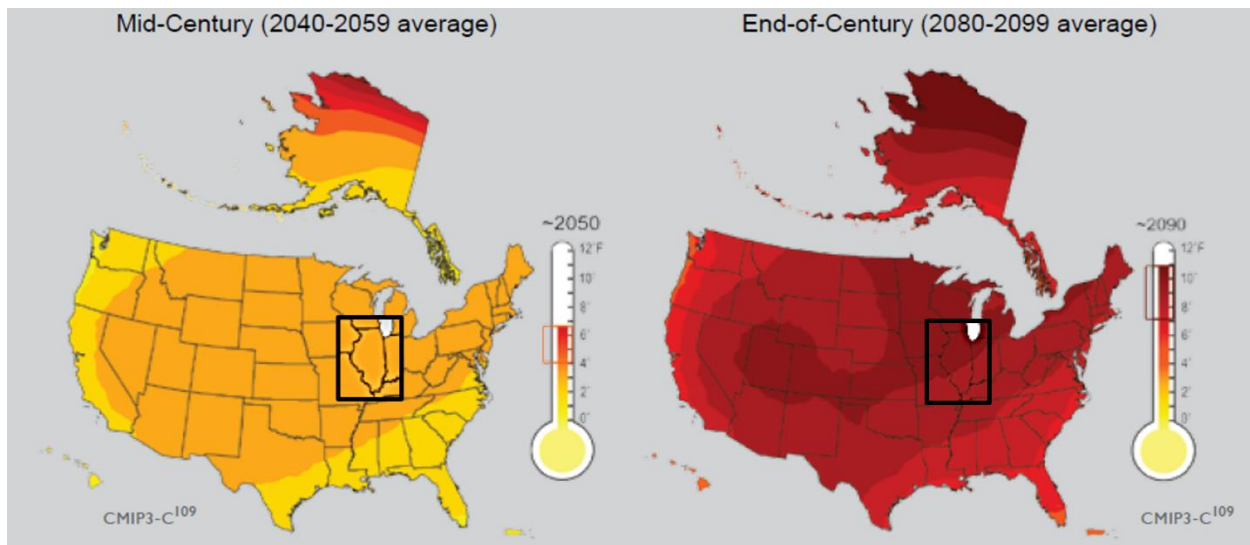 Mid-Century (2040-2059 average)
End-of-Century (2080-2099 average)
~2050
12°F
10°
8°
6°
4°
2°
0°
~2090
12°F
10°
8°
6°
4°
2°
0°
CMIP3-C109
CMIP3-C109